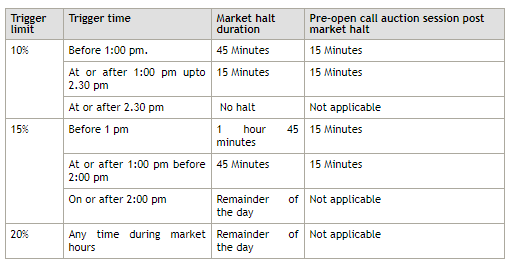 Trigger limit
Trigger time
Market halt duration
Pre-open call auction session post market halt
10%
Before 1:00 pm.
45 Minutes
15 Minutes
At or after 1:00 pm upto 2.30 pm
15 Minutes
15 Minutes
At or after 2.30 pm
No halt
Not applicable
15%
Before 1 pm
1 hour 45 minutes
15 Minutes
At or after 1:00 pm before 2:00 pm
45 Minutes
15 Minutes
On or after 2:00 pm
Remainder of the day
Not applicable
20%
Any time during market hours
Remainder of the day
Not applicable